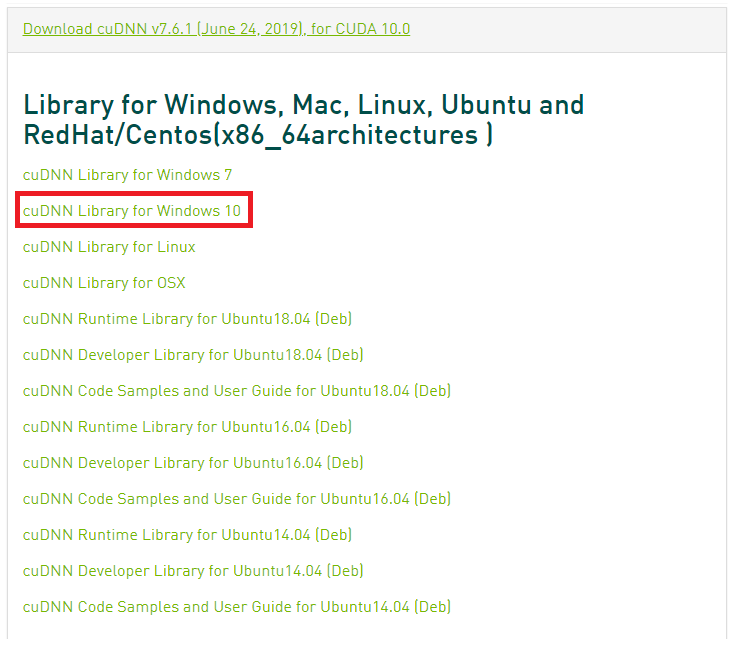 Download cuDNN v7.6.1 (June 24, 2019), for CUDA 10.0
Library for Windows, Mac, Linux, Ubuntu and
RedHat/Centos(x86_64architectures )
cuDNN Library for Windows 7
cuDNN Library for Windows 10
cuDNN Library for Linux
cuDNN Library for OSX
cuDNN Runtime Library for Ubuntu18.04 (Deb)
cuDNN Developer Library for Ubuntu18.04 (Deb)
cuDNN Code Samples and User Guide for Ubuntu18.04 (Deb)
cuDNN Runtime Library for Ubuntu16.04 (Deb)
cuDNN Developer Library for Ubuntu16.04 (Deb)
cuDNN Code Samples and User Guide for Ubuntu16.04 (Deb)
cuDNN Runtime Library for Ubuntu14.04 (Deb)
cuDNN Developer Library for Ubuntu14.04 (Deb)
cuDNN Code Samples and User Guide for Ubuntu14.04 (Deb)